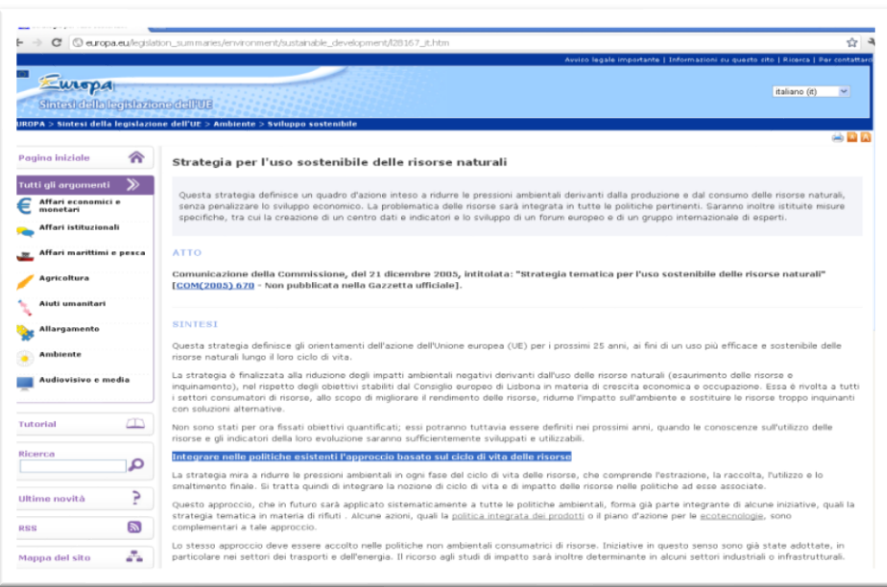 europa.eu/legislation_summaries/environment/sustainable_development/l28167_it.htm
Avviso legale importante | Informazioni su questo sito | Ricerca | Per contattarci
Europa
Sintesi della legislazione dell'UE
italiano (it)
EUROPA > Sintesi della legislazione dell'UE > Ambiente > Sviluppo sostenibile
Pagina iniziale
Tutti gli argomenti
Affari economici e
monetari
Affari istituzionali
Affari marittimi e pesca
Agricoltura
Aiuti umanitari
Allargamento
Ambiente
Audiovisivo e media
Tutorial
Ricerca
Ultime novità
RSS
Mappa del sito
Strategia per l'uso sostenibile delle risorse naturali
Questa strategia definisce un quadro d'azione inteso a ridurre le pressioni ambientali derivanti dalla produzione e dal consumo delle risorse naturali,
senza penalizzare lo sviluppo economico. La problematica delle risorse sarà integrata in tutte le politiche pertinenti. Saranno inoltre istituite misure
specifiche, tra cui la creazione di un centro dati e indicatori e lo sviluppo di un forum europeo e di un gruppo internazionale di esperti.
ATTO
Comunicazione della Commissione, del 21 dicembre 2005, intitolata: "Strategia tematica per l'uso sostenibile delle risorse naturali"
[COM(2005) 670 - Non pubblicata nella Gazzetta ufficiale].
SINTESI
Questa strategia definisce gli orientamenti dell'azione dell'Unione europea (UE) per i prossimi 25 anni, ai fini di un uso più efficace e sostenibile delle
risorse naturali lungo il loro ciclo di vita.
La strategia è finalizzata alla riduzione degli impatti ambientali negativi derivanti dall'uso delle risorse naturali (esaurimento delle risorse e
inquinamento), nel rispetto degli obiettivi stabiliti dal Consiglio europeo di Lisbona in materia di crescita economica e occupazione. Essa è rivolta a tutti
i settori consumatori di risorse, allo scopo di migliorare il rendimento delle risorse, ridurne l'impatto sull'ambiente e sostituire le risorse troppo inquinanti
con soluzioni alternative.
Non sono stati per ora fissati obiettivi quantificati; essi potranno tuttavia essere definiti nei prossimi anni, quando le conoscenze sull'utilizzo delle
risorse e gli indicatori della loro evoluzione saranno sufficientemente sviluppati e utilizzabili.
Integrare nelle politiche esistenti l'approccio basato sul ciclo di vita delle risorse
La strategia mira a ridurre le pressioni ambientali in ogni fase del ciclo di vita delle risorse, che comprende l'estrazione, la raccolta, l'utilizzo e lo
smaltimento finale. Si tratta quindi di integrare la nozione di ciclo di vita e di impatto delle risorse nelle politiche ad esse associate.
Questo approccio, che in futuro sarà applicato sistematicamente a tutte le politiche ambientali, forma già parte integrante di alcune iniziative, quali la
strategia tematica in materia di rifiuti . Alcune azioni, quali la politica integrata dei prodotti o il piano d'azione per le ecotecnologie, sono
complementari a tale approccio.
Lo stesso approccio deve essere accolto nelle politiche non ambientali consumatrici di risorse. Iniziative in questo senso sono già state adottate, in
particolare nei settori dei trasporti e dell'energia. Il ricorso agli studi di impatto sarà inoltre determinante in alcuni settori industriali o infrastrutturali.